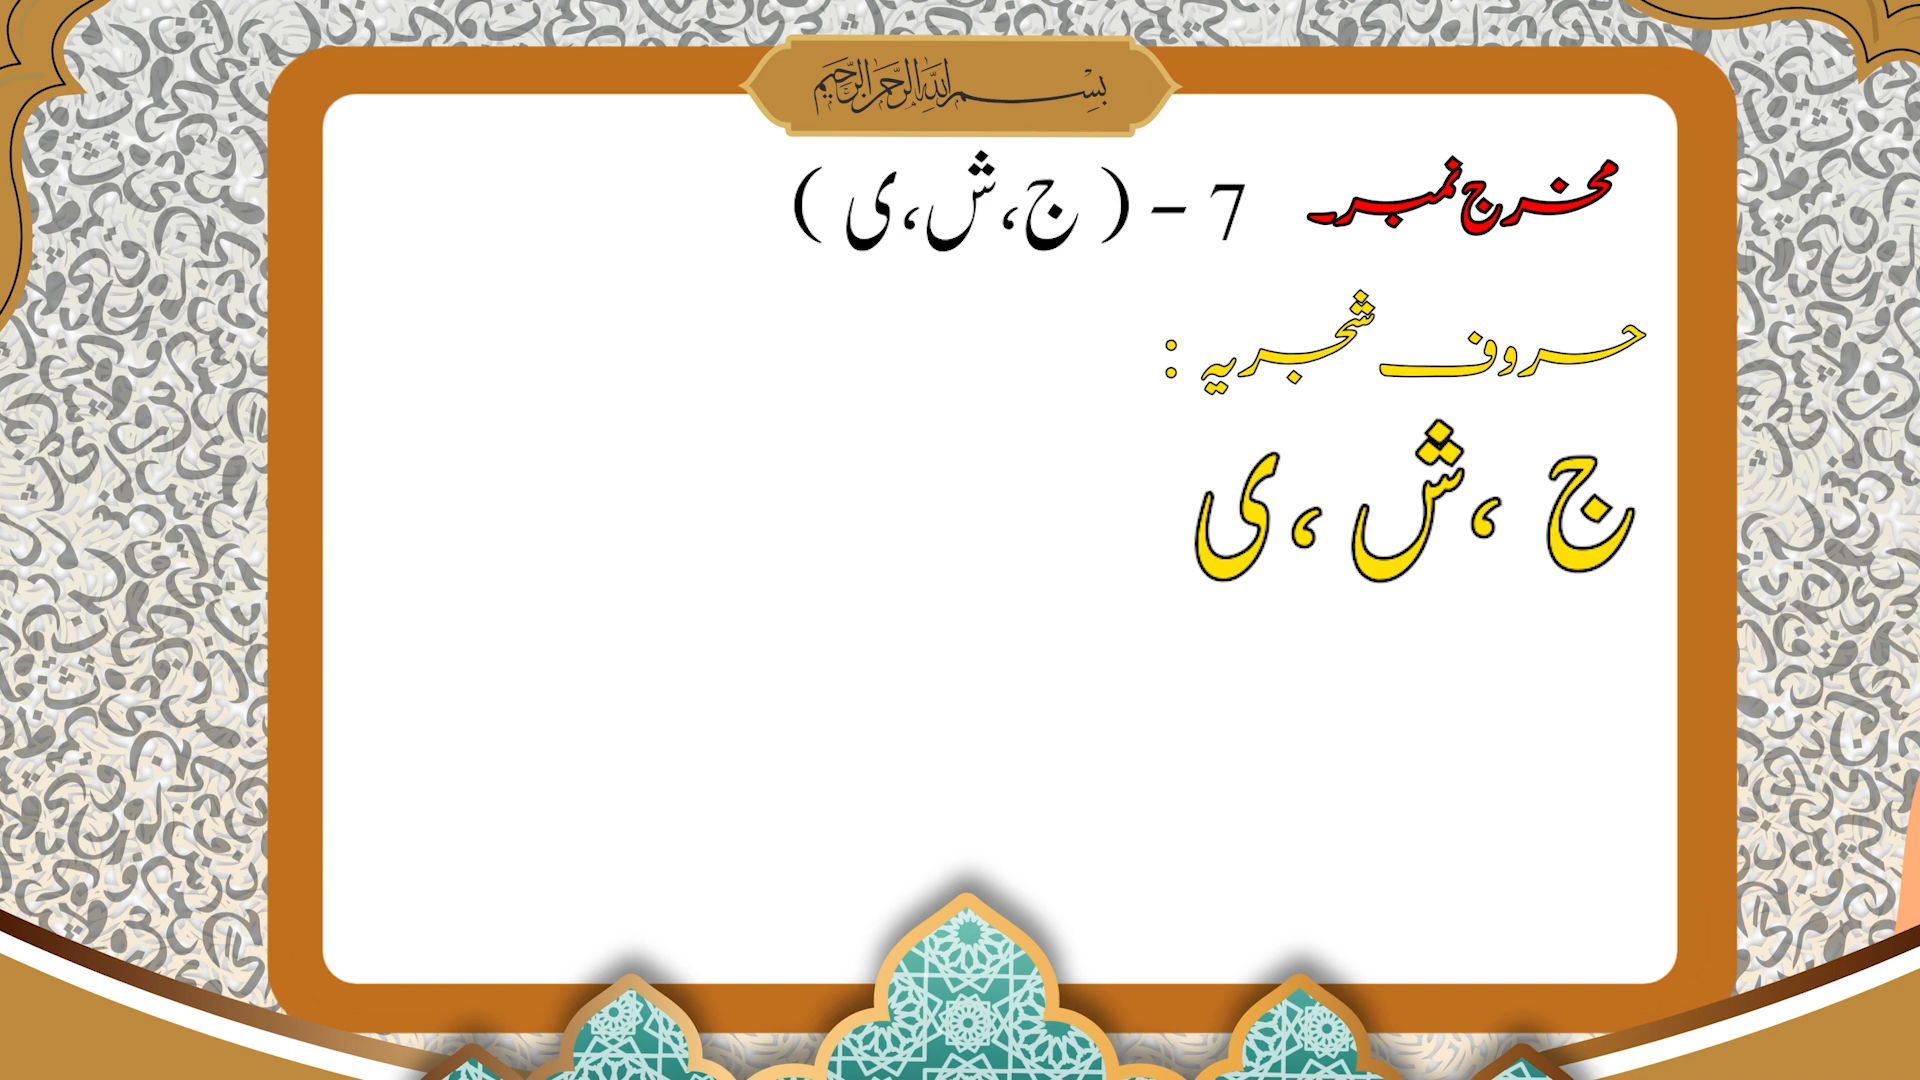 بسم الله الرحمن الرحيم
مخرج نمبر۔ 7 - ( ج، ش، ی )
حروف شجریہ :
ج ، ش ، ی